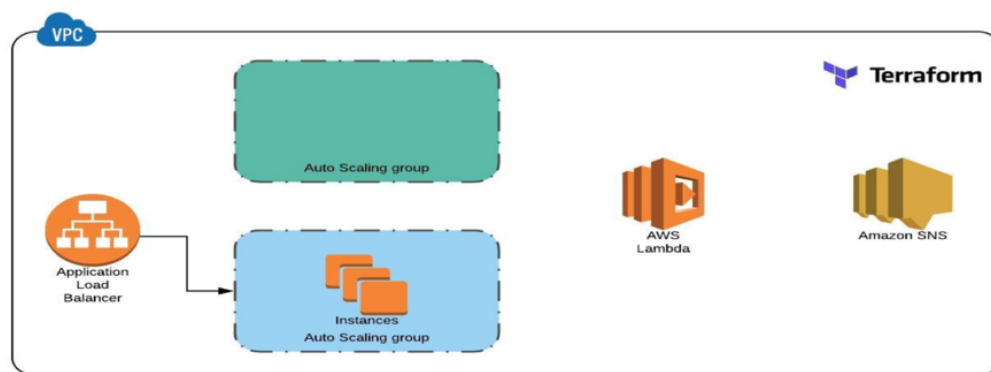 VPC
Terraform
Auto Scaling group
AWS
Lambda
Amazon SNS
Application
Load
Balancer
Instances
Auto Scaling group